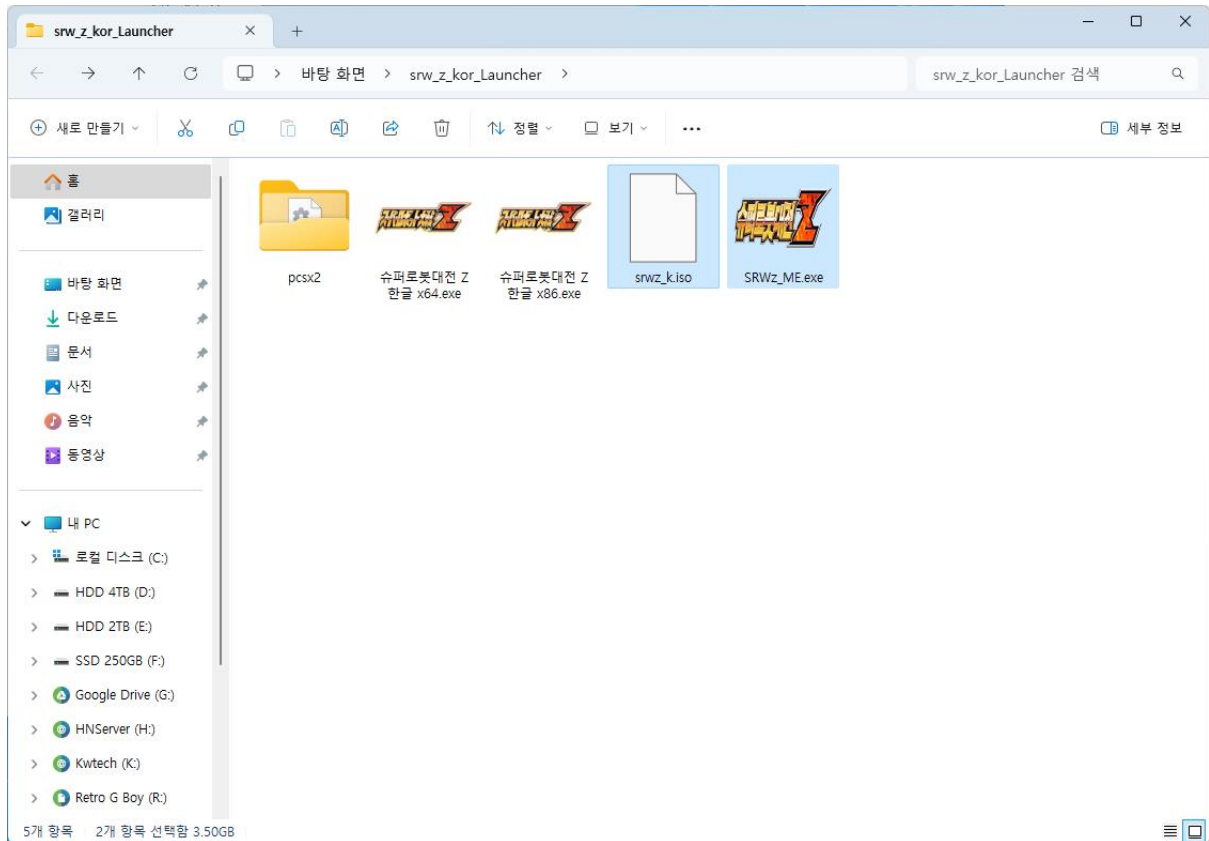 srw_z_kor_Launcher
바탕 화면 > srw_z_kor_Launcher >
srw_z_kor_Launcher 검색
새로 만들기
정렬
보기
세부 정보
홈
갤러리
바탕 화면
다운로드
문서
사진
음악
동영상
내 PC
로컬 디스크 (C:)
HDD 4TB (D:)
HDD 2TB (E:)
SSD 250GB (F:)
Google Drive (G:)
HNServer (H:)
Kwtech (K:)
Retro G Boy (R:)
pcsx2
슈퍼로봇대전 Z
한글 x64.exe
슈퍼로봇대전 Z
한글 x86.exe
srwz_k.iso
SRWz_ME.exe
5개 항목
2개 항목 선택함 3.50GB